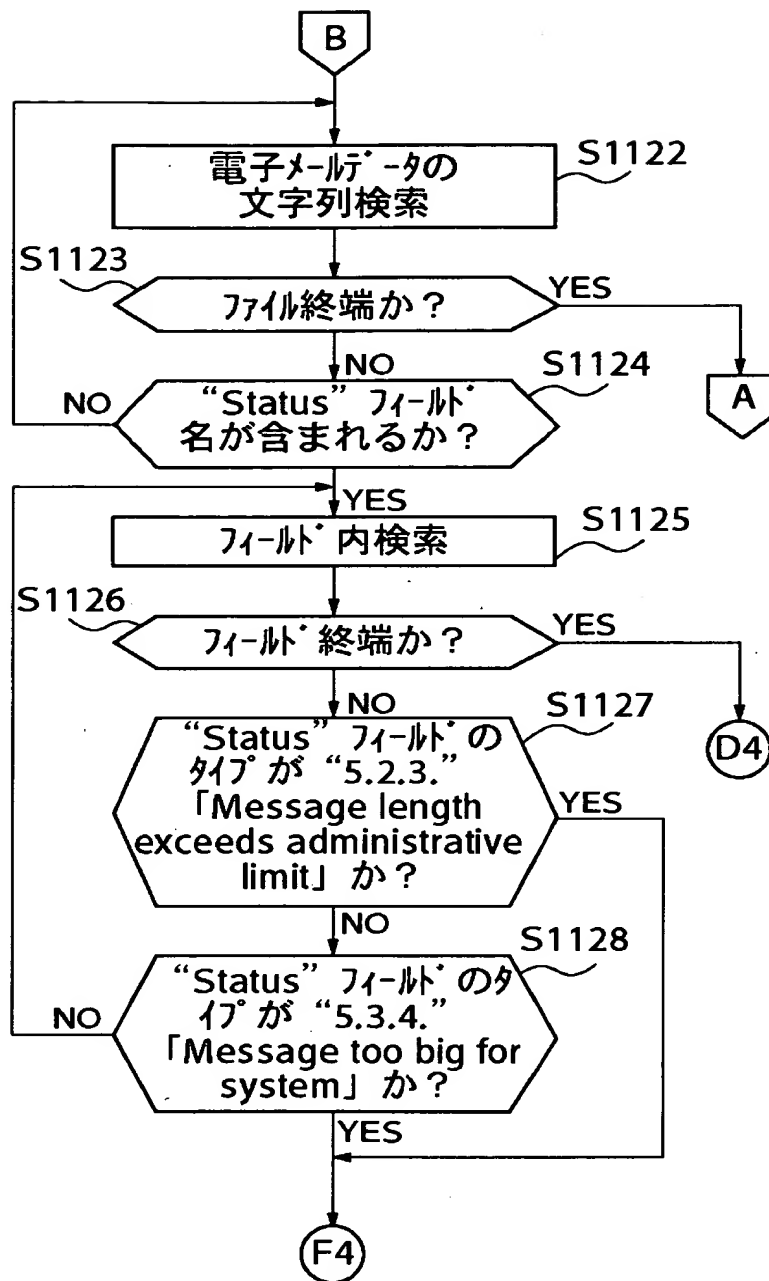 B
電子ﾒｰﾙﾃﾞｰﾀの
文字列検索
S1122
S1123
ﾌｧｲﾙ終端か？
YES
NO
A
S1124
“Status” ﾌｨｰﾙﾄﾞ
名が含まれるか？
NO
YES
ﾌｨｰﾙﾄﾞ内検索
S1125
S1126
ﾌｨｰﾙﾄﾞ終端か？
YES
NO
D4
S1127
“Status” ﾌｨｰﾙﾄﾞの
ﾀｲﾌﾟが “5.2.3.”
「Message length
exceeds administrative
limit」か？
YES
NO
S1128
“Status” ﾌｨｰﾙﾄﾞのﾀ
ｲﾌﾟが “5.3.4.”
「Message too big for
system」か？
NO
YES
F4